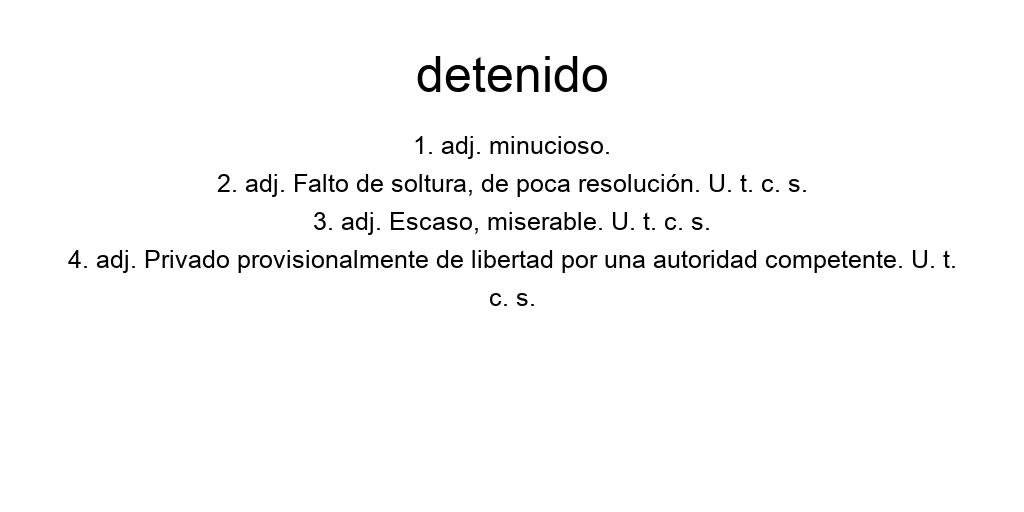 detenido
1. adj. minucioso.
2. adj. Falto de soltura, de poca resolución. U. t. c. s.
3. adj. Escaso, miserable. U. t. c. s.
4. adj. Privado provisionalmente de libertad por una autoridad competente. U. t.
c. s.